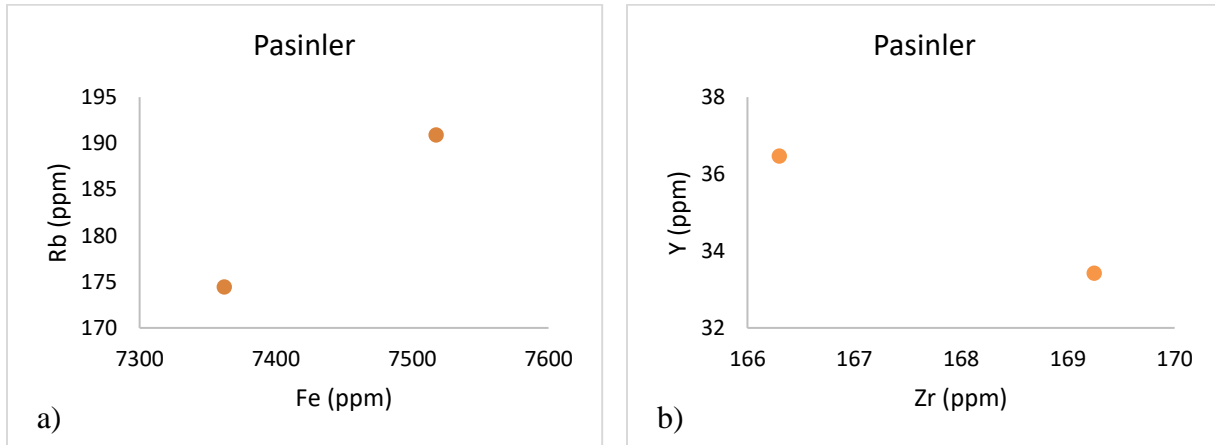 Pasinler
195
190
185
180
175
170
Rb (ppm)
7300 7400 7500 7600
Fe (ppm)
a)
Pasinler
38
36
34
32
Y (ppm)
166 167 168 169 170
Zr (ppm)
b)